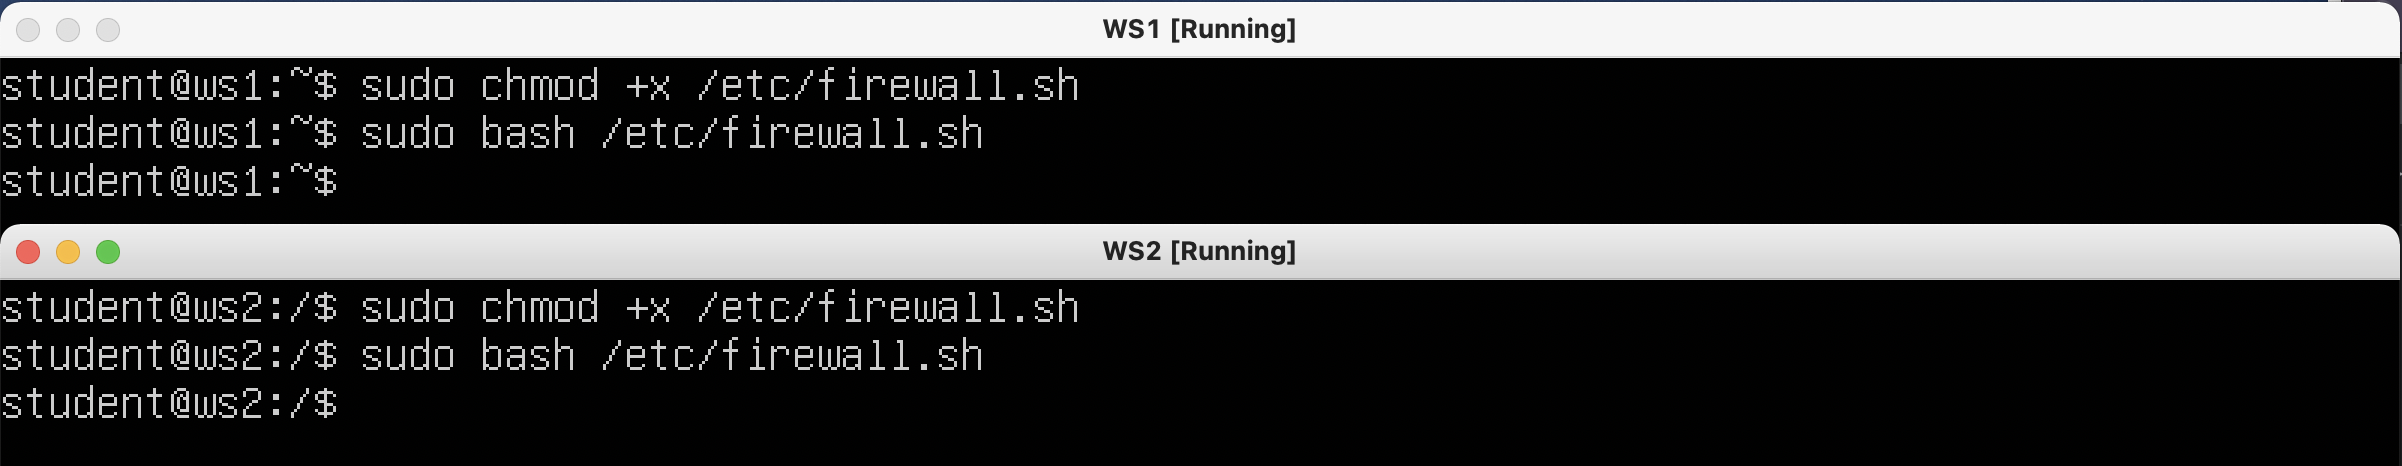 WS1 [Running]
student@ws1:~$ sudo chmod +x /etc/firewall.sh
student@ws1:~$ sudo bash /etc/firewall.sh
student@ws1:~$
WS2 [Running]
student@ws2:/$ sudo chmod +x /etc/firewall.sh
student@ws2:/$ sudo bash /etc/firewall.sh
student@ws2:/$